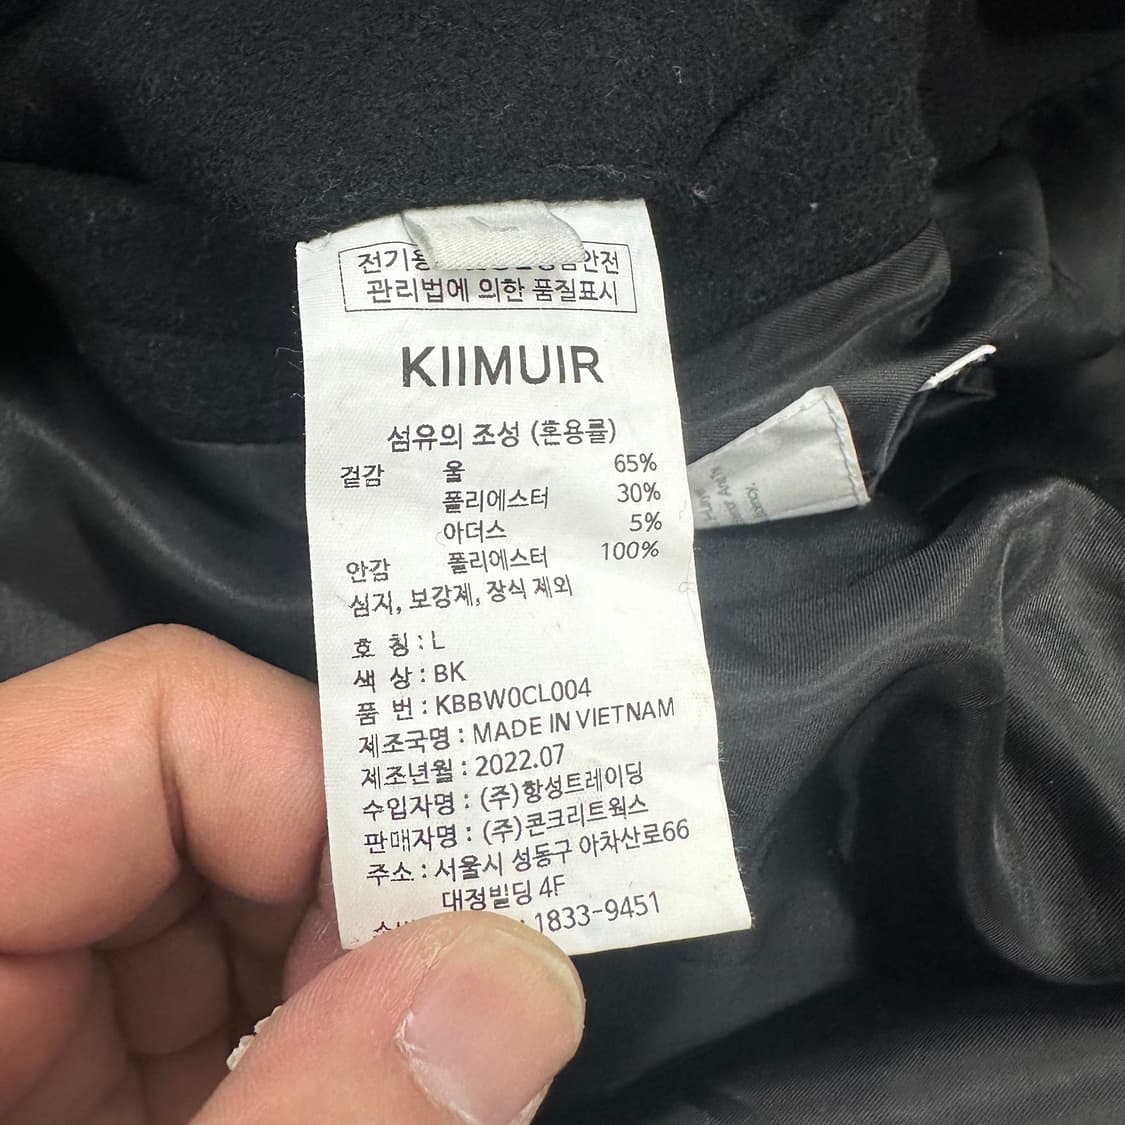 전기용 안전
관리법에 의한 품질표시
KIIMUIR
섬유의 조성 (혼용률)
겉감 울 65%
폴리에스터 30%
아더스 5%
안감 폴리에스터 100%
심지, 보강제, 장식 제외
호 칭 : L
색 상 : BK
품 번 : KBBW0CL004
제조국명 : MADE IN VIETNAM
제조년월 : 2022.07
수입자명 : (주)항성트레이딩
판매자명 : (주)콘크리트웍스
주소 : 서울시 성동구 아차산로66
대정빌딩 4F
1833-9451